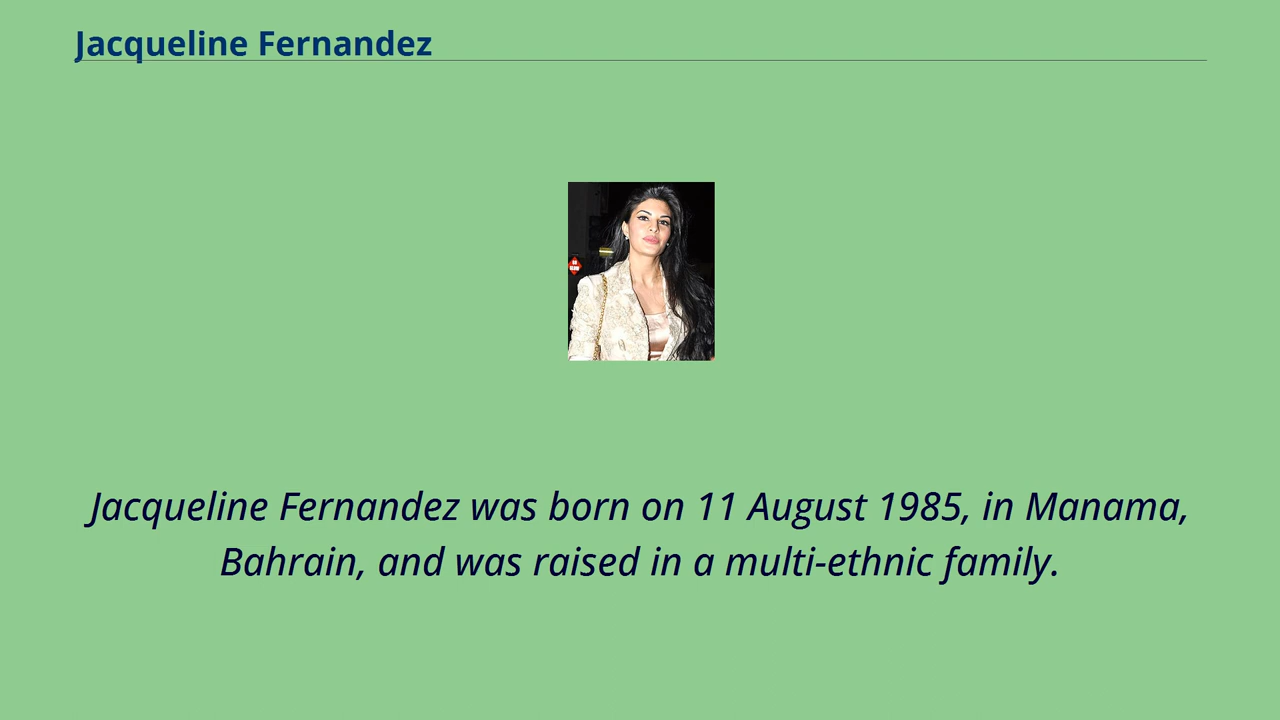 Jacqueline Fernandez
Jacqueline Fernandez was born on 11 August 1985, in Manama,
Bahrain, and was raised in a multi-ethnic family.